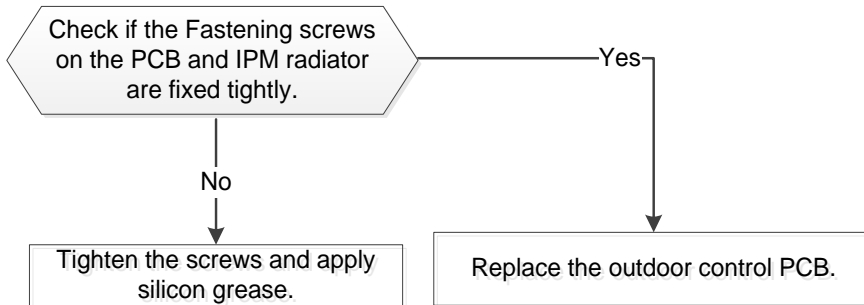 Check if the Fastening screws
on the PCB and IPM radiator
are fixed tightly.
Yes
No
Tighten the screws and apply
silicon grease.
Replace the outdoor control PCB.